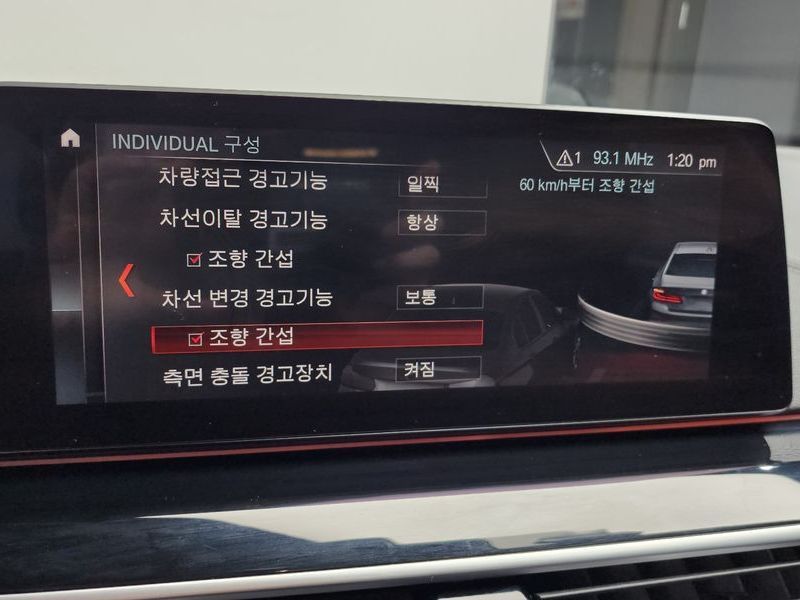 INDIVIDUAL 구성
1 93.1 MHz 1:20 pm
차량접근 경고기능 일찍
60 km/h부터 조향 간섭
차선이탈 경고기능 항상
조향 간섭
차선 변경 경고기능 보통
조향 간섭
측면 충돌 경고장치 켜짐